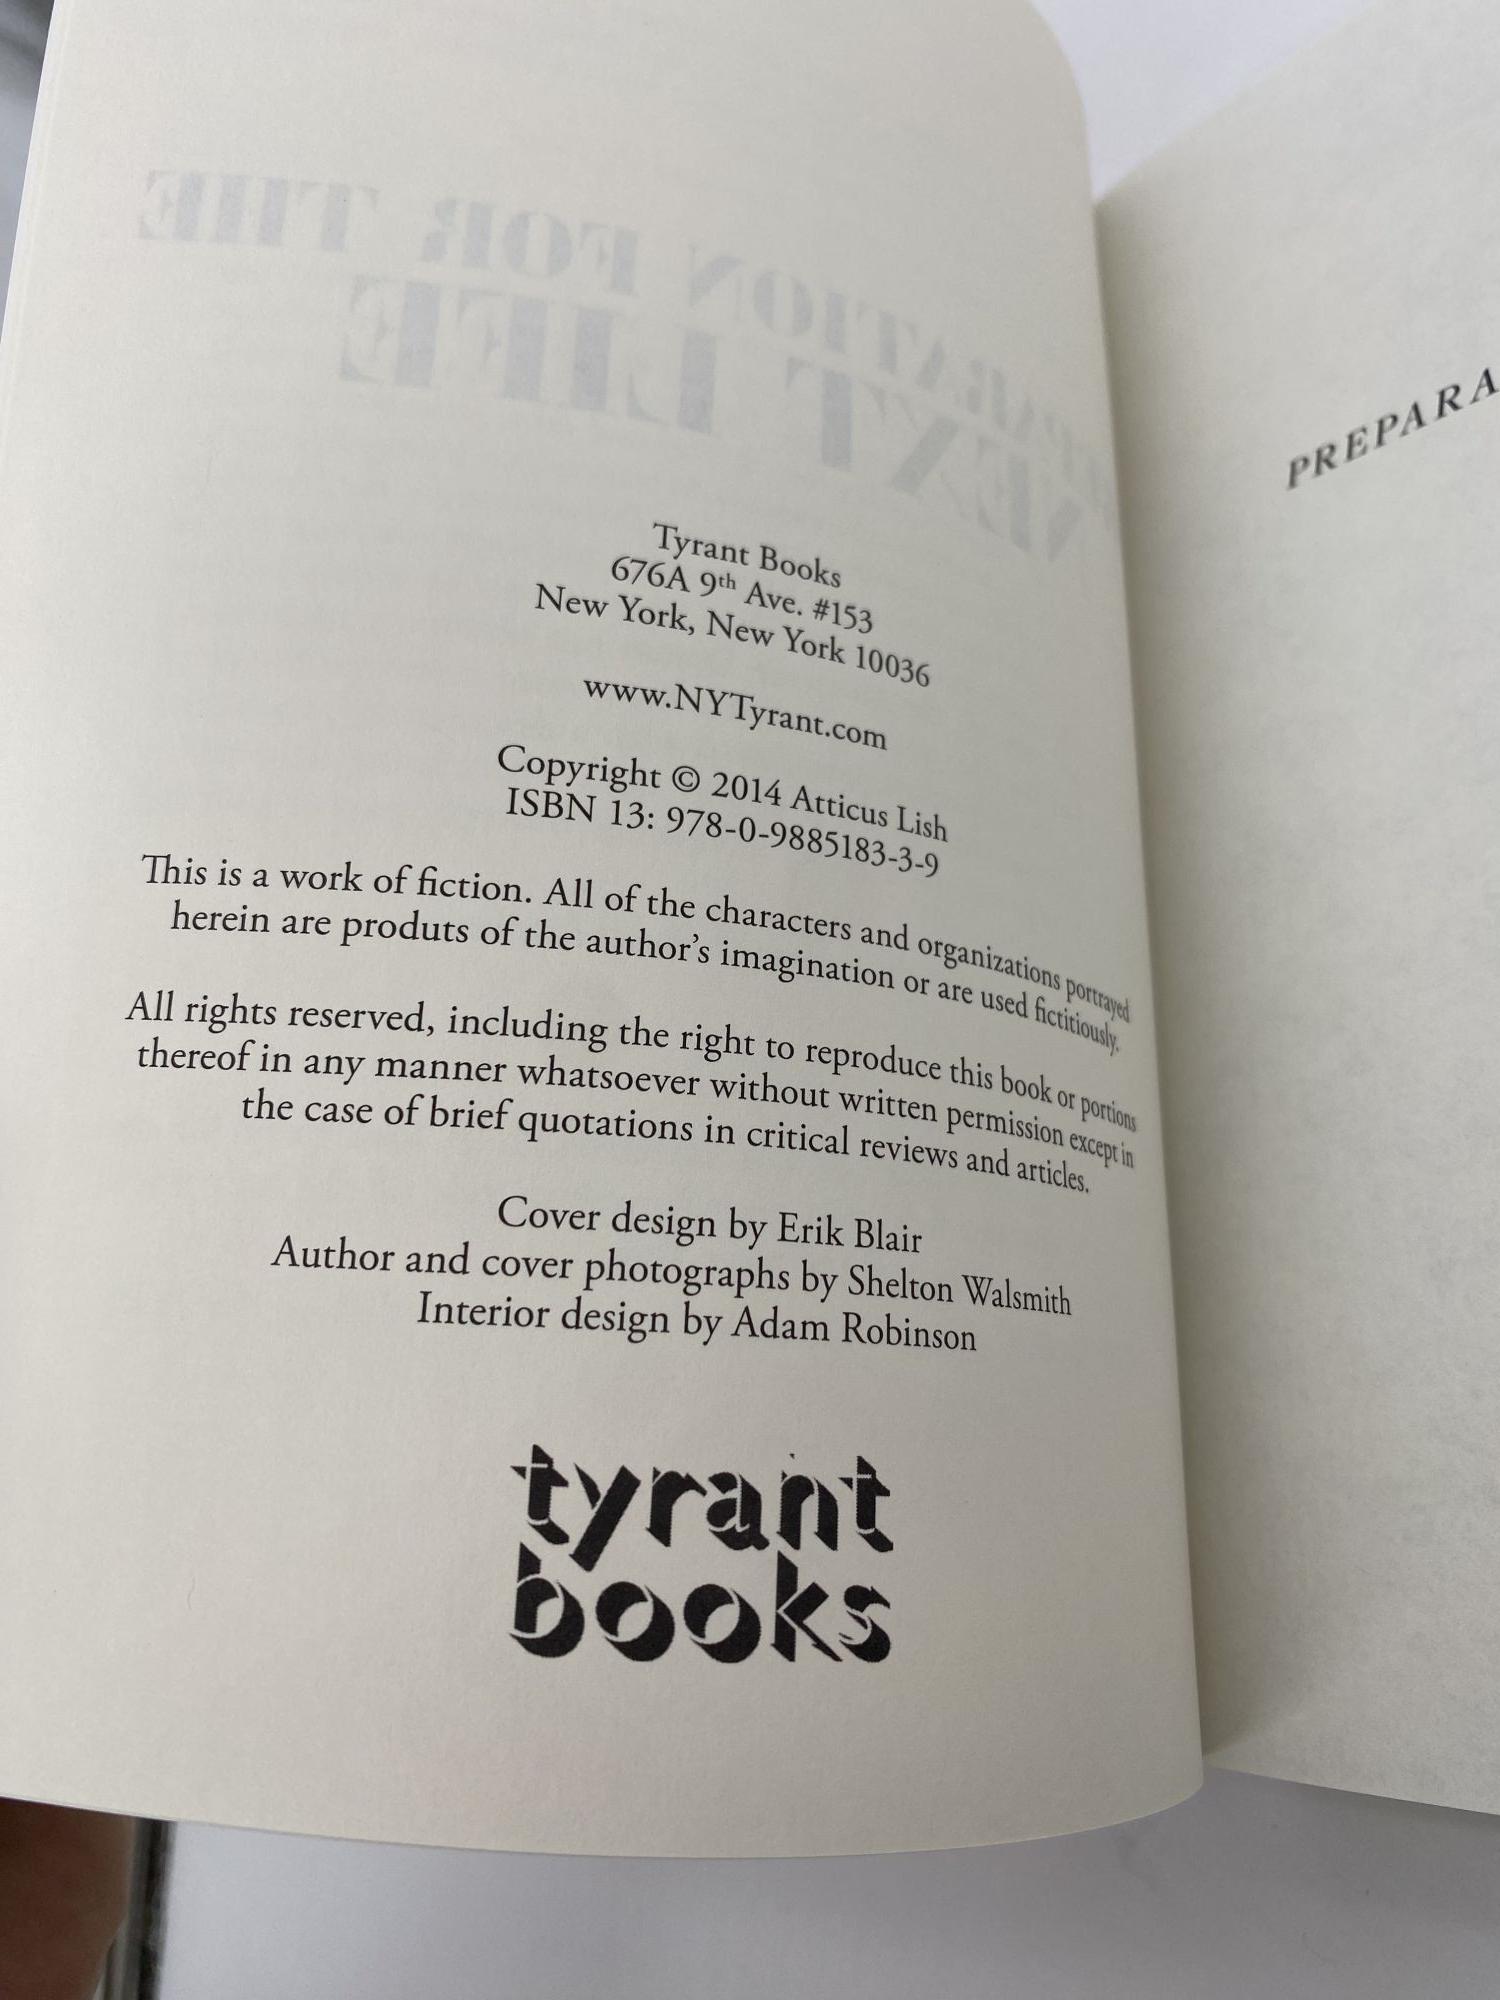 PREPARATION FOR THE
NEXT LIFE
Tyrant Books
676A 9th Ave. #153
New York, New York 10036
www.NYTyrant.com
Copyright © 2014 Atticus Lish
ISBN 13: 978-0-9885183-3-9
This is a work of fiction. All of the characters and organizations portrayed
herein are produts of the author's imagination or are used fictitiously.
All rights reserved, including the right to reproduce this book or portions
thereof in any manner whatsoever without written permission except in
the case of brief quotations in critical reviews and articles.
Cover design by Erik Blair
Author and cover photographs by Shelton Walsmith
Interior design by Adam Robinson
tyrant
books
PREPARA